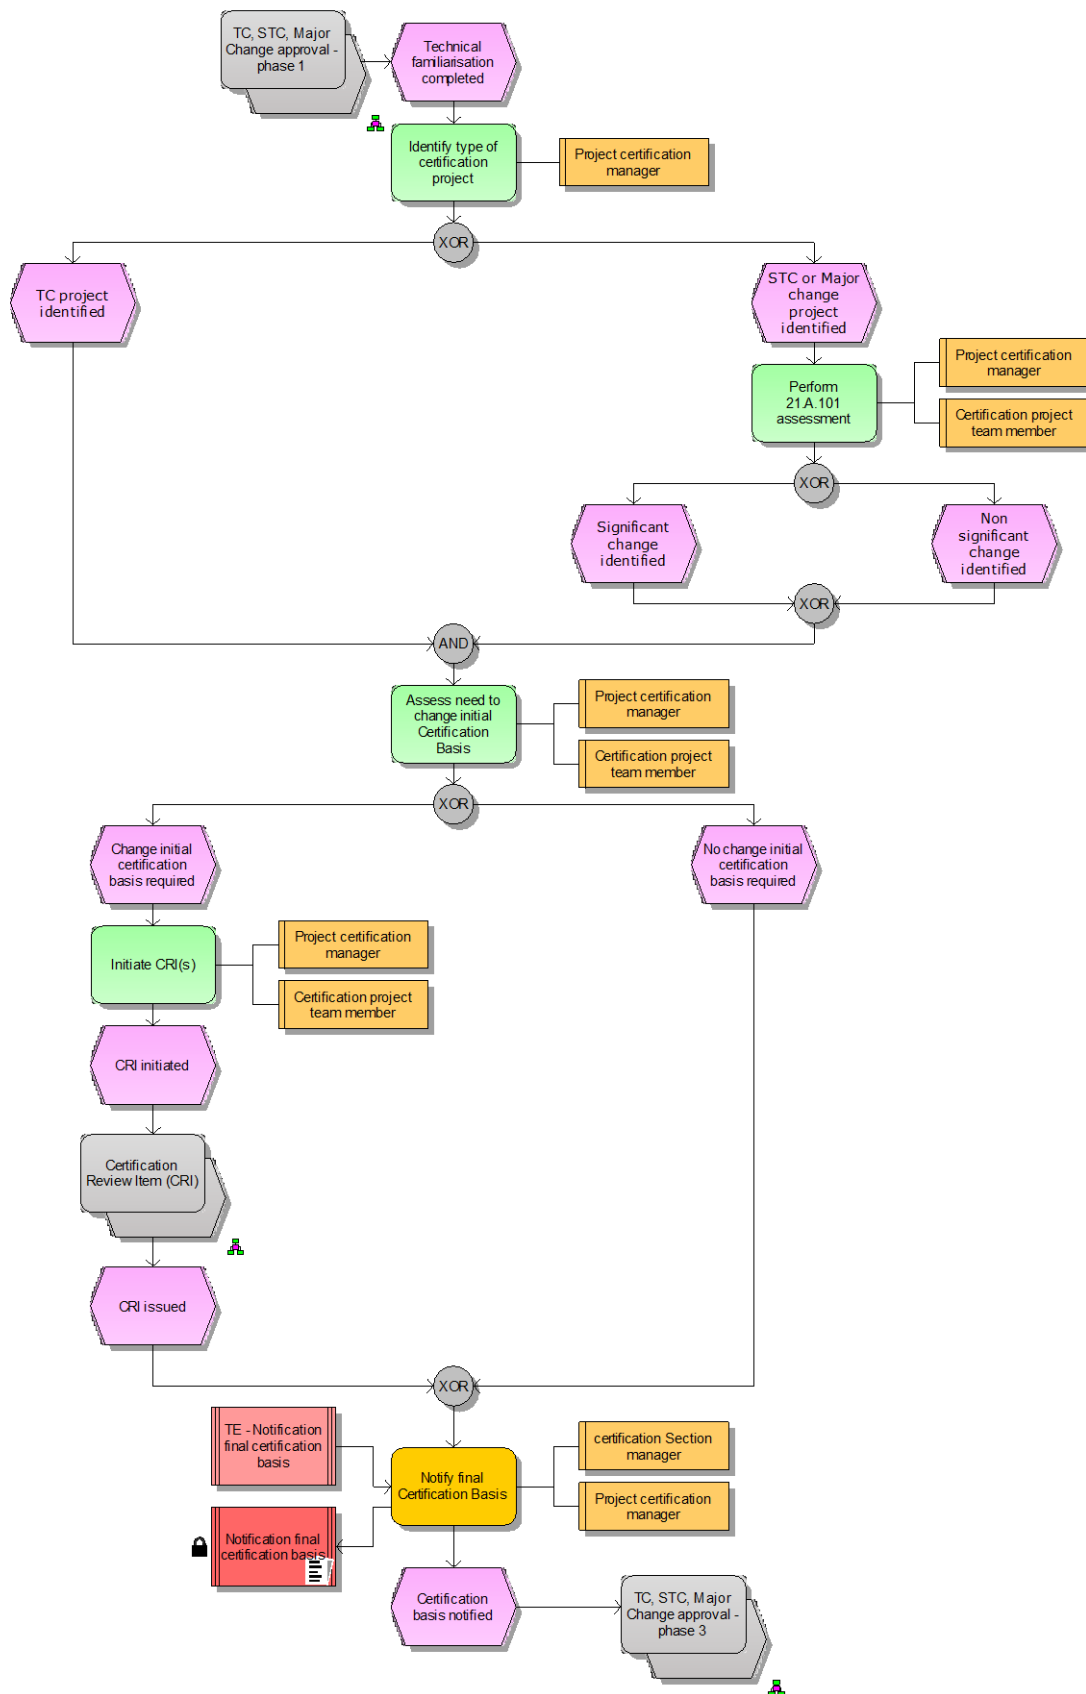 TC, STC, Major
Change approval -
phase 1
Technical
familiarisation
completed
Identify type of
certification
project
Project certification
manager
XOR
TC project
identified
STC or Major
change
project
identified
Perform
21.A.101
assessment
Project certification
manager
Certification project
team member
XOR
Significant
change
identified
Non
significant
change
identified
XOR
AND
Assess need to
change initial
Certification
Basis
Project certification
manager
Certification project
team member
XOR
Change initial
certification
basis required
No change initial
certification
basis required
Initiate CRI(s)
Project certification
manager
Certification project
team member
CRI initiated
Certification
Review Item (CRI)
CRI issued
XOR
TE - Notification
final certification
basis
Notify final
Certification Basis
certification Section
manager
Project certification
manager
Notification final
certification basis
Certification
basis notified
TC, STC, Major
Change approval -
phase 3